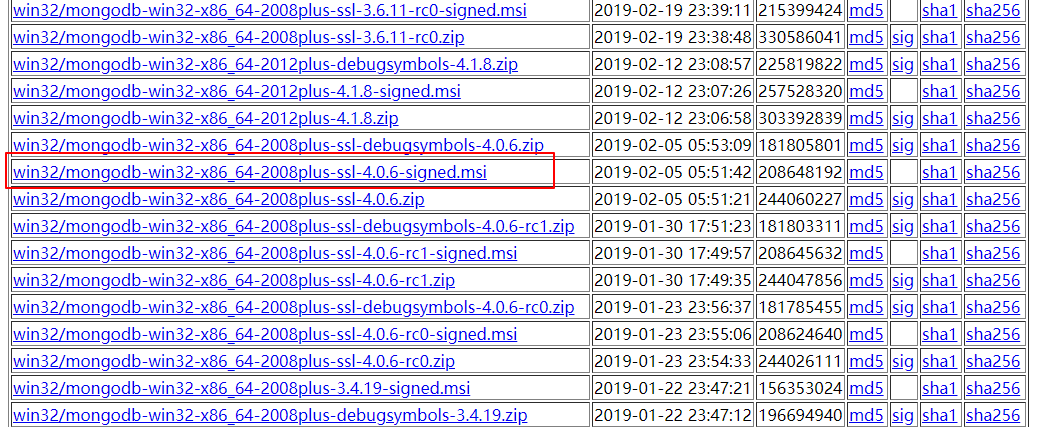 win32/mongodb-win32-x86_64-2008plus-ssl-3.6.11-rc0-signed.msi 2019-02-19 23:39:11 215399424 md5 sha1 sha256
win32/mongodb-win32-x86_64-2008plus-ssl-3.6.11-rc0.zip 2019-02-19 23:38:48 330586041 md5 sig sha1 sha256
win32/mongodb-win32-x86_64-2012plus-debugsymbols-4.1.8.zip 2019-02-12 23:08:57 225819822 md5 sig sha1 sha256
win32/mongodb-win32-x86_64-2012plus-4.1.8-signed.msi 2019-02-12 23:07:26 257528320 md5 sha1 sha256
win32/mongodb-win32-x86_64-2012plus-4.1.8.zip 2019-02-12 23:06:58 303392839 md5 sig sha1 sha256
win32/mongodb-win32-x86_64-2008plus-ssl-debugsymbols-4.0.6.zip 2019-02-05 05:53:09 181805801 md5 sig sha1 sha256
win32/mongodb-win32-x86_64-2008plus-ssl-4.0.6-signed.msi 2019-02-05 05:51:42 208648192 md5 sha1 sha256
win32/mongodb-win32-x86_64-2008plus-ssl-4.0.6.zip 2019-02-05 05:51:21 244060227 md5 sig sha1 sha256
win32/mongodb-win32-x86_64-2008plus-ssl-debugsymbols-4.0.6-rc1.zip 2019-01-30 17:51:23 181803311 md5 sig sha1 sha256
win32/mongodb-win32-x86_64-2008plus-ssl-4.0.6-rc1-signed.msi 2019-01-30 17:49:57 208645632 md5 sha1 sha256
win32/mongodb-win32-x86_64-2008plus-ssl-4.0.6-rc1.zip 2019-01-30 17:49:35 244047856 md5 sig sha1 sha256
win32/mongodb-win32-x86_64-2008plus-ssl-debugsymbols-4.0.6-rc0.zip 2019-01-23 23:56:37 181785455 md5 sig sha1 sha256
win32/mongodb-win32-x86_64-2008plus-ssl-4.0.6-rc0-signed.msi 2019-01-23 23:55:06 208624640 md5 sha1 sha256
win32/mongodb-win32-x86_64-2008plus-ssl-4.0.6-rc0.zip 2019-01-23 23:54:33 244026111 md5 sig sha1 sha256
win32/mongodb-win32-x86_64-2008plus-3.4.19-signed.msi 2019-01-22 23:47:21 156353024 md5 sha1 sha256
win32/mongodb-win32-x86_64-2008plus-debugsymbols-3.4.19.zip 2019-01-22 23:47:12 196694940 md5 sig sha1 sha256